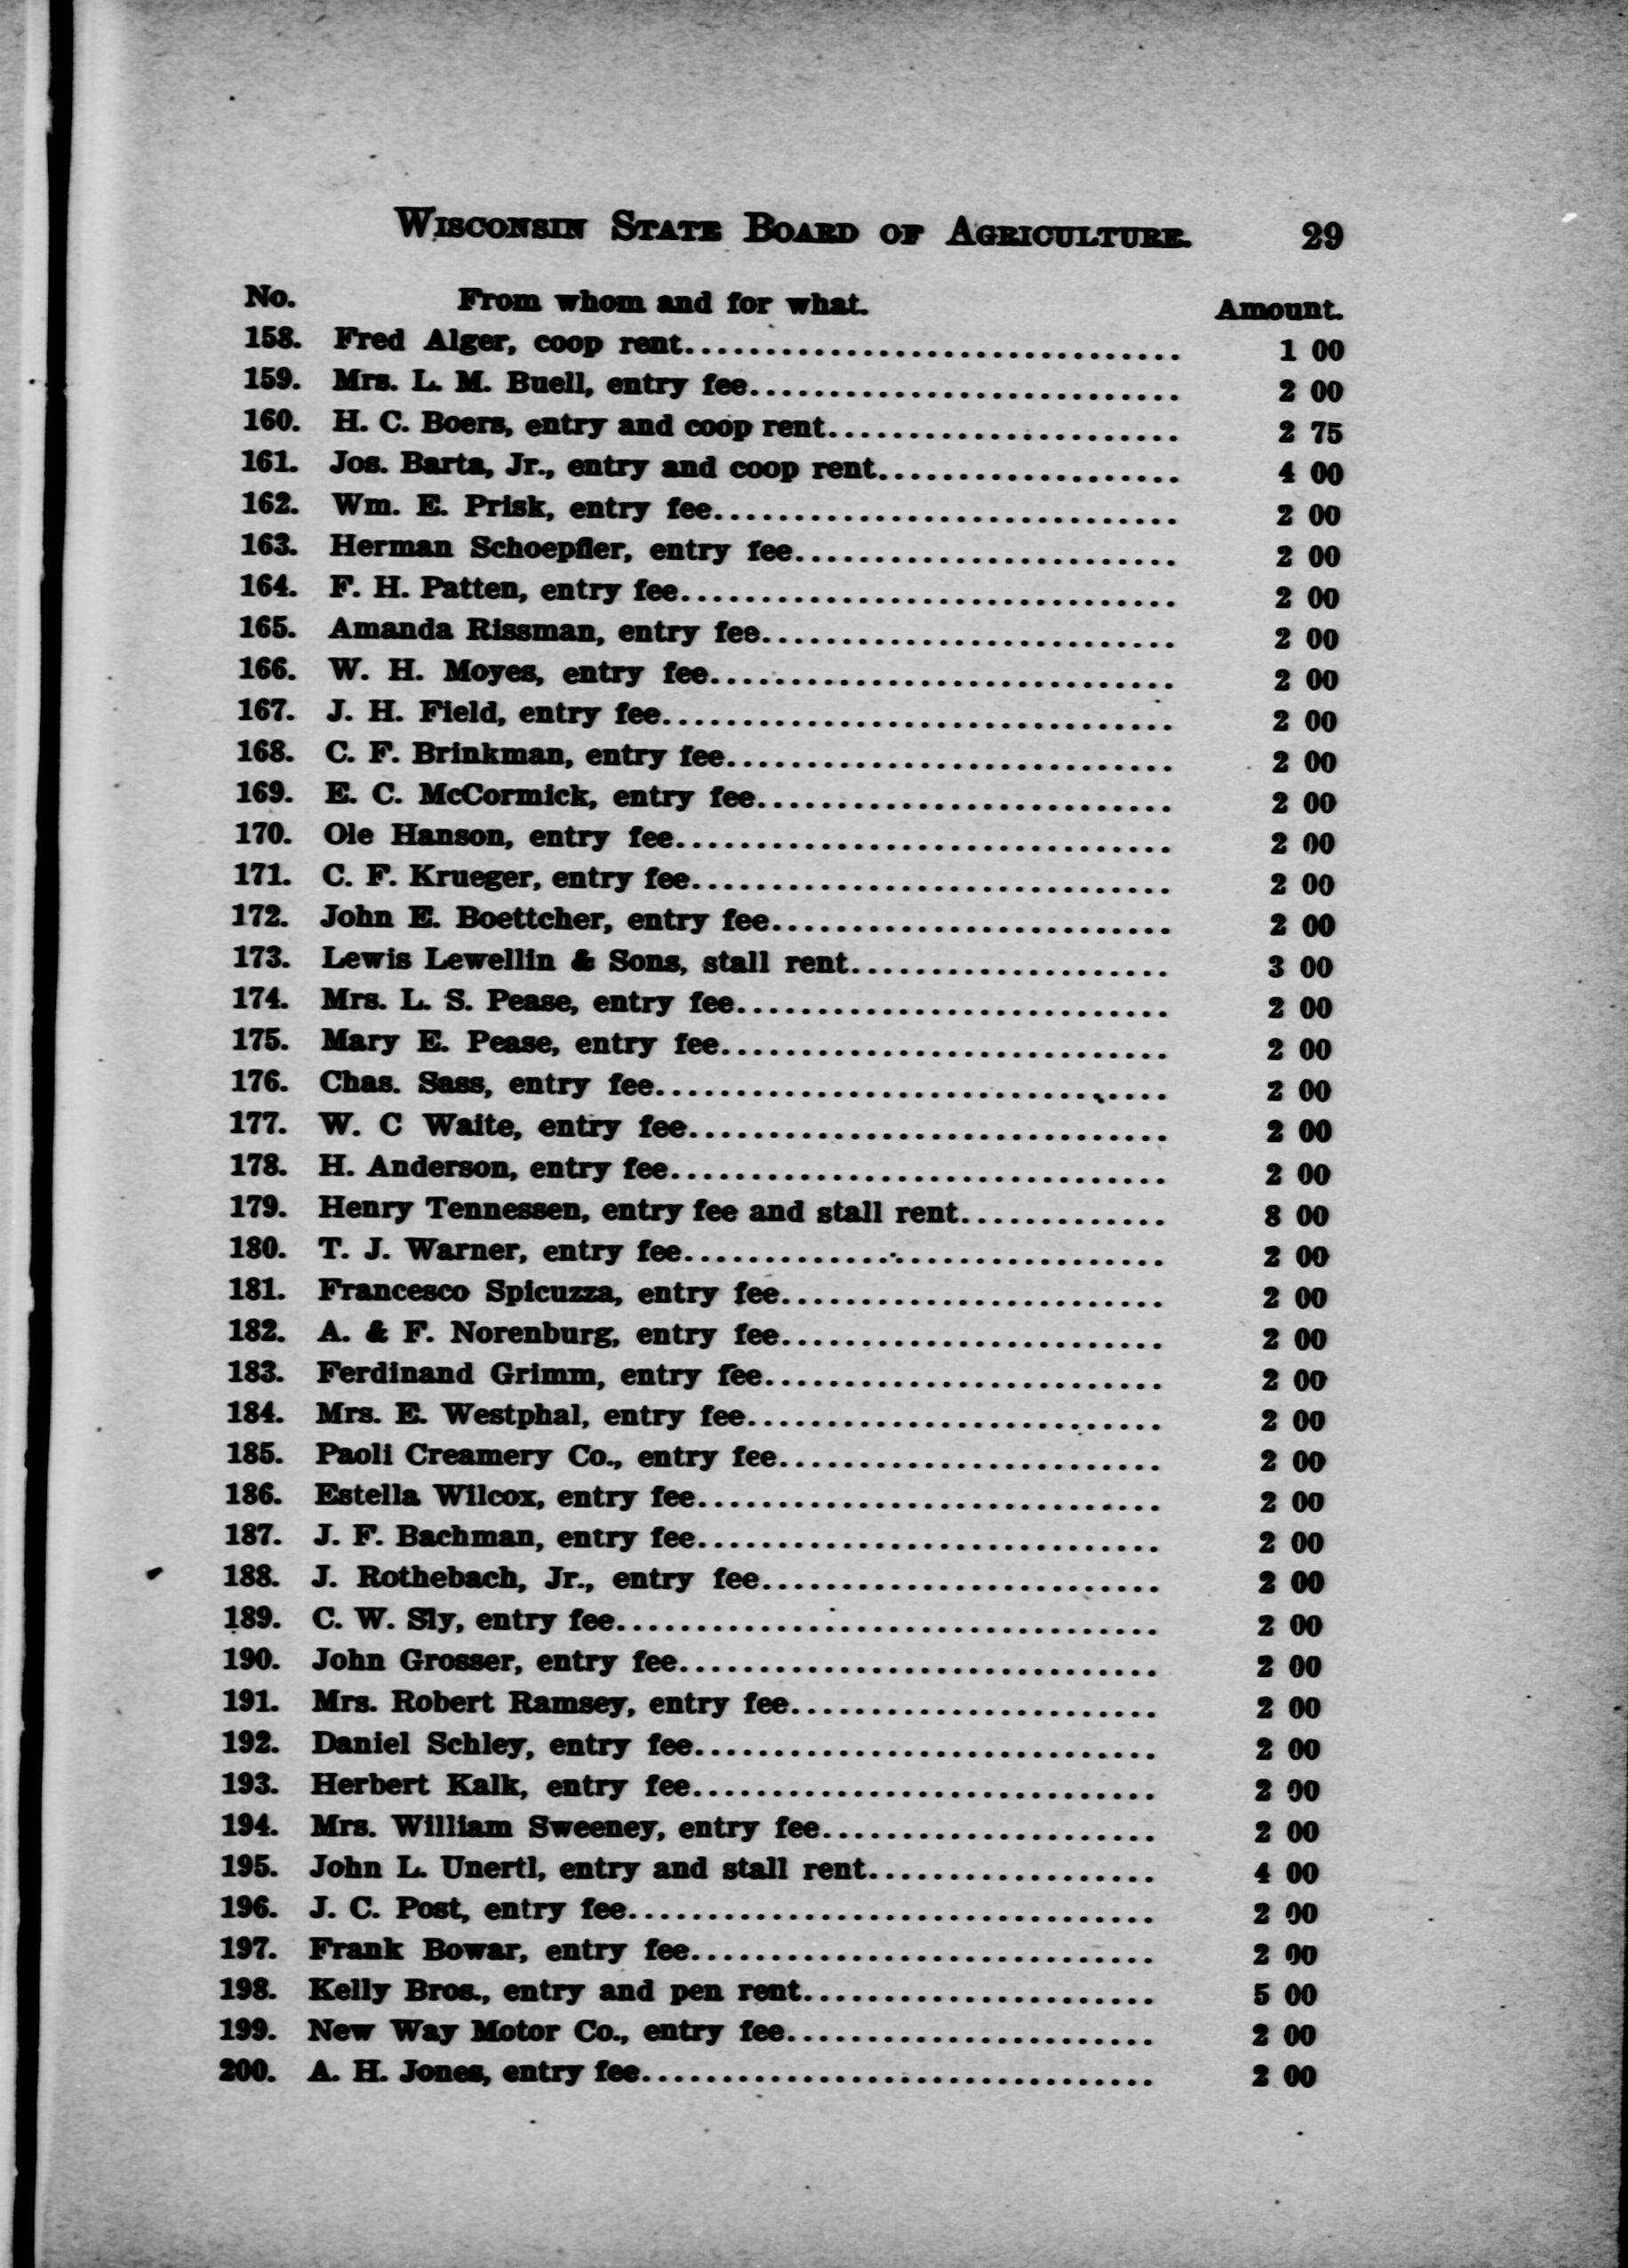 WISCONSIN STATE BOARD OF AGRICULTURE. 29
No. From whom and for what. Amount.
158. Fred Alger, coop rent............................... 1 00
159. Mrs. L. M. Buell, entry fee........................... 2 00
160. H. C. Boers, entry and coop rent...................... 2 75
161. Jos. Barta, Jr., entry and coop rent................... 4 00
162. Wm. E. Prisk, entry fee............................. 2 00
163. Herman Schoepfler, entry fee........................ 2 00
164. F. H. Patten, entry fee............................... 2 00
165. Amanda Rissman, entry fee.......................... 2 00
166. W. H. Moyes, entry fee............................. 2 00
167. J. H. Field, entry fee................................ 2 00
168. C. F. Brinkman, entry fee............................ 2 00
169. E. C. McCormick, entry fee.......................... 2 00
170. Ole Hanson, entry fee............................... 2 00
171. C. F. Krueger, entry fee.............................. 2 00
172. John E. Boettcher, entry fee......................... 2 00
173. Lewis Lewellin & Sons, stall rent.................... 3 00
174. Mrs. L. S. Pease, entry fee........................... 2 00
175. Mary E. Pease, entry fee............................ 2 00
176. Chas. Sass, entry fee................................ 2 00
177. W. C Waite, entry fee.............................. 2 00
178. H. Anderson, entry fee............................... 2 00
179. Henry Tennessen, entry fee and stall rent............. 8 00
180. T. J. Warner, entry fee.............................. 2 00
181. Francesco Spicuzza, entry fee........................ 2 00
182. A. & F. Norenburg, entry fee........................ 2 00
183. Ferdinand Grimm, entry fee......................... 2 00
184. Mrs. E. Westphal, entry fee.......................... 2 00
185. Paoli Creamery Co., entry fee........................ 2 00
186. Estella Wilcox, entry fee............................. 2 00
187. J. F. Bachman, entry fee............................. 2 00
188. J. Rothebach, Jr., entry fee......................... 2 00
189. C. W. Sly, entry fee.................................. 2 00
190. John Grosser, entry fee.............................. 2 00
191. Mrs. Robert Ramsey, entry fee....................... 2 00
192. Daniel Schley, entry fee............................. 2 00
193. Herbert Kalk, entry fee............................. 2 00
194. Mrs. William Sweeney, entry fee..................... 2 00
195. John L. Unertl, entry and stall rent.................. 4 00
196. J. C. Post, entry fee................................. 2 00
197. Frank Bowar, entry fee............................. 2 00
198. Kelly Bros., entry and pen rent...................... 5 00
199. New Way Motor Co., entry fee....................... 2 00
200. A. H. Jones, entry fee................................ 2 00